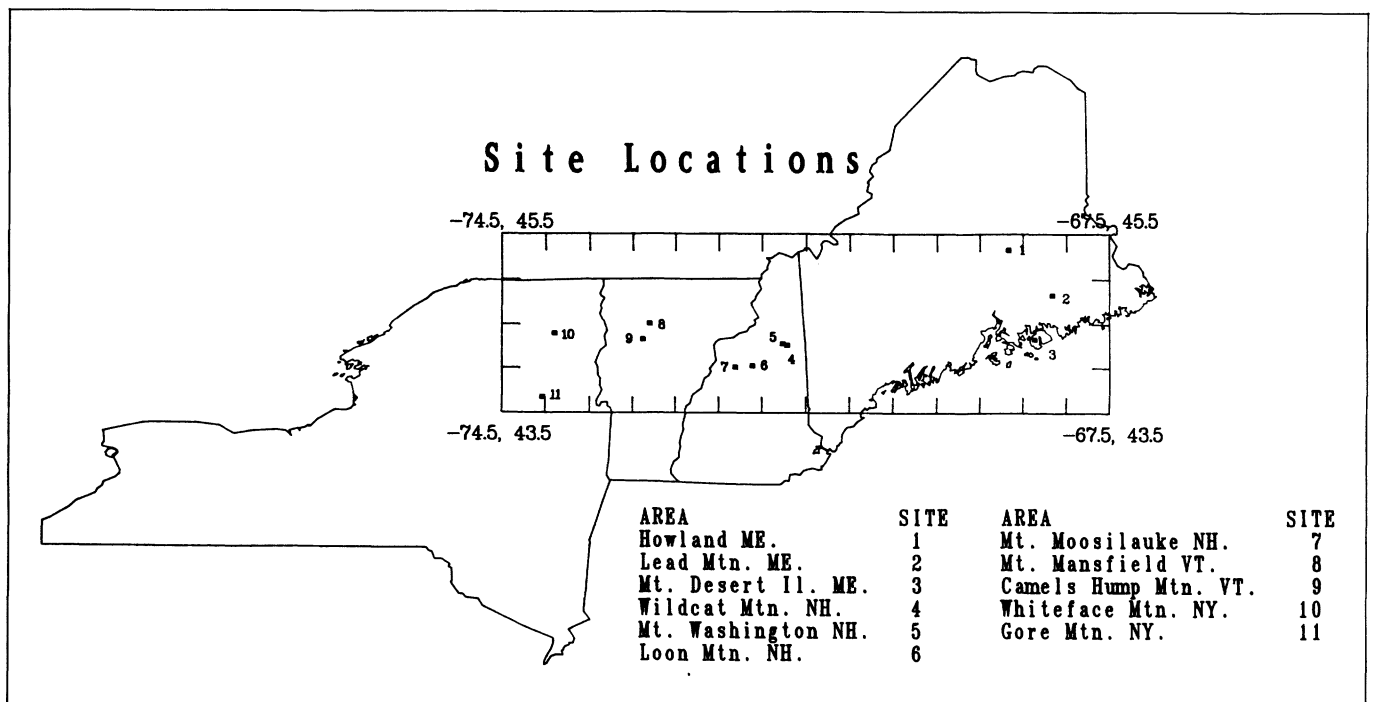 Site Locations
-74.5, 45.5
-67.5, 45.5
1
2
10
8
9
5
4
3
7
6
11
-74.5, 43.5
-67.5, 43.5
AREA SITE AREA SITE
Howland ME. 1 Mt. Moosilauke NH. 7
Lead Mtn. ME. 2 Mt. Mansfield VT. 8
Mt. Desert Il. ME. 3 Camels Hump Mtn. VT. 9
Wildcat Mtn. NH. 4 Whiteface Mtn. NY. 10
Mt. Washington NH. 5 Gore Mtn. NY. 11
Loon Mtn. NH. 6